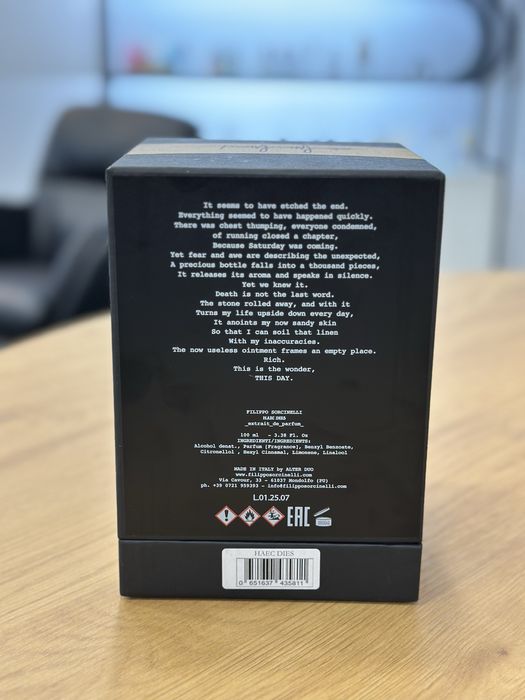 It seems to have etched the end.
Everything seemed to have happened quickly.
There was chest thumping, everyone condemned,
of running closed a chapter,
Because Saturday was coming.
Yet fear and awe are describing the unexpected,
A precious bottle falls into a thousand pieces,
It releases its aroma and speaks in silence.
Yet we knew it.
Death is not the last word.
The stone rolled away, and with it
Turns my life upside down every day,
It anoints my now sandy skin
So that I can soil that linen
With my inaccuracies.
The now useless ointment frames an empty place.
Rich.
This is the wonder,
THIS DAY.
FILIPPO SORCINELLI
HAEC DIES
_extrait_de_parfum_
100 ml - 3.38 Fl. Oz
INGREDIENTI/INGREDIENTS:
Alcohol denat., Parfum [Fragrance], Benzyl Benzoate,
Citronellol , Hexyl Cinnamal, Limonene, Linalool
MADE IN ITALY by ALTER DUO
www.filipposorcinelli.com
Via Cavour, 33 - 61037 Mondolfo (PU)
ph. +39 0721 959393 - info@filipposorcinelli.com
L.01.25.07
EAC
HAEC DIES
0 651637 435811